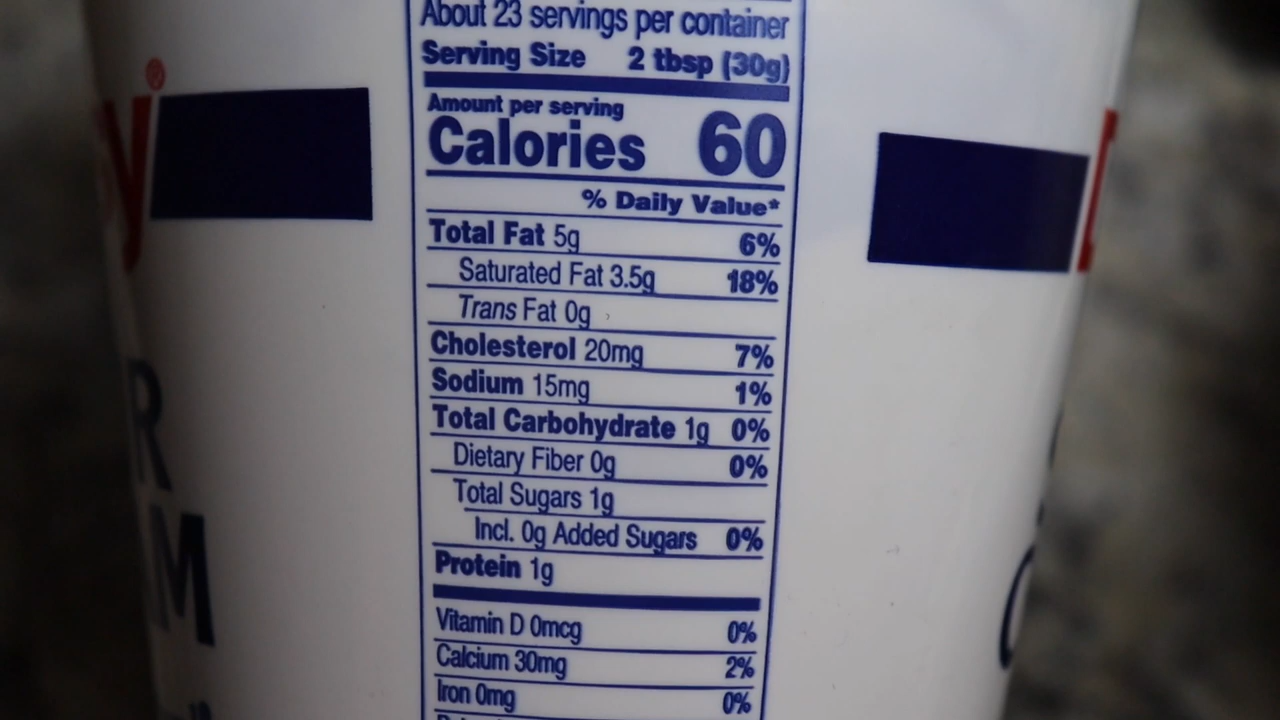 About 23 servings per container
Serving Size 2 tbsp (30g)
Amount per serving
Calories 60
% Daily Value*
Total Fat 5g 6%
Saturated Fat 3.5g 18%
Trans Fat 0g
Cholesterol 20mg 7%
Sodium 15mg 1%
Total Carbohydrate 1g 0%
Dietary Fiber 0g 0%
Total Sugars 1g
Incl. 0g Added Sugars 0%
Protein 1g
Vitamin D 0mcg 0%
Calcium 30mg 2%
Iron 0mg 0%
y®
R
M